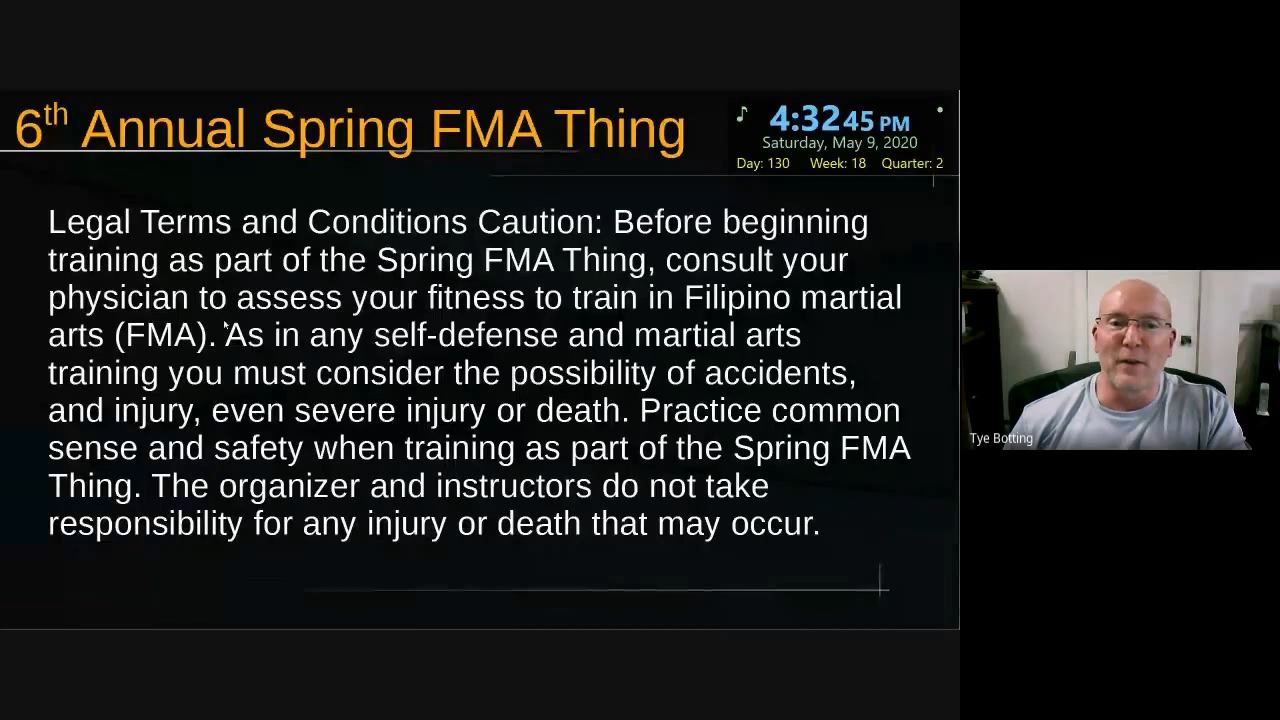 6th Annual Spring FMA Thing
4:32 45 PM
Saturday, May 9, 2020
Day: 130 Week: 18 Quarter: 2
Legal Terms and Conditions Caution: Before beginning
training as part of the Spring FMA Thing, consult your
physician to assess your fitness to train in Filipino martial
arts (FMA). As in any self-defense and martial arts
training you must consider the possibility of accidents,
and injury, even severe injury or death. Practice common
sense and safety when training as part of the Spring FMA
Thing. The organizer and instructors do not take
responsibility for any injury or death that may occur.
Tye Botting